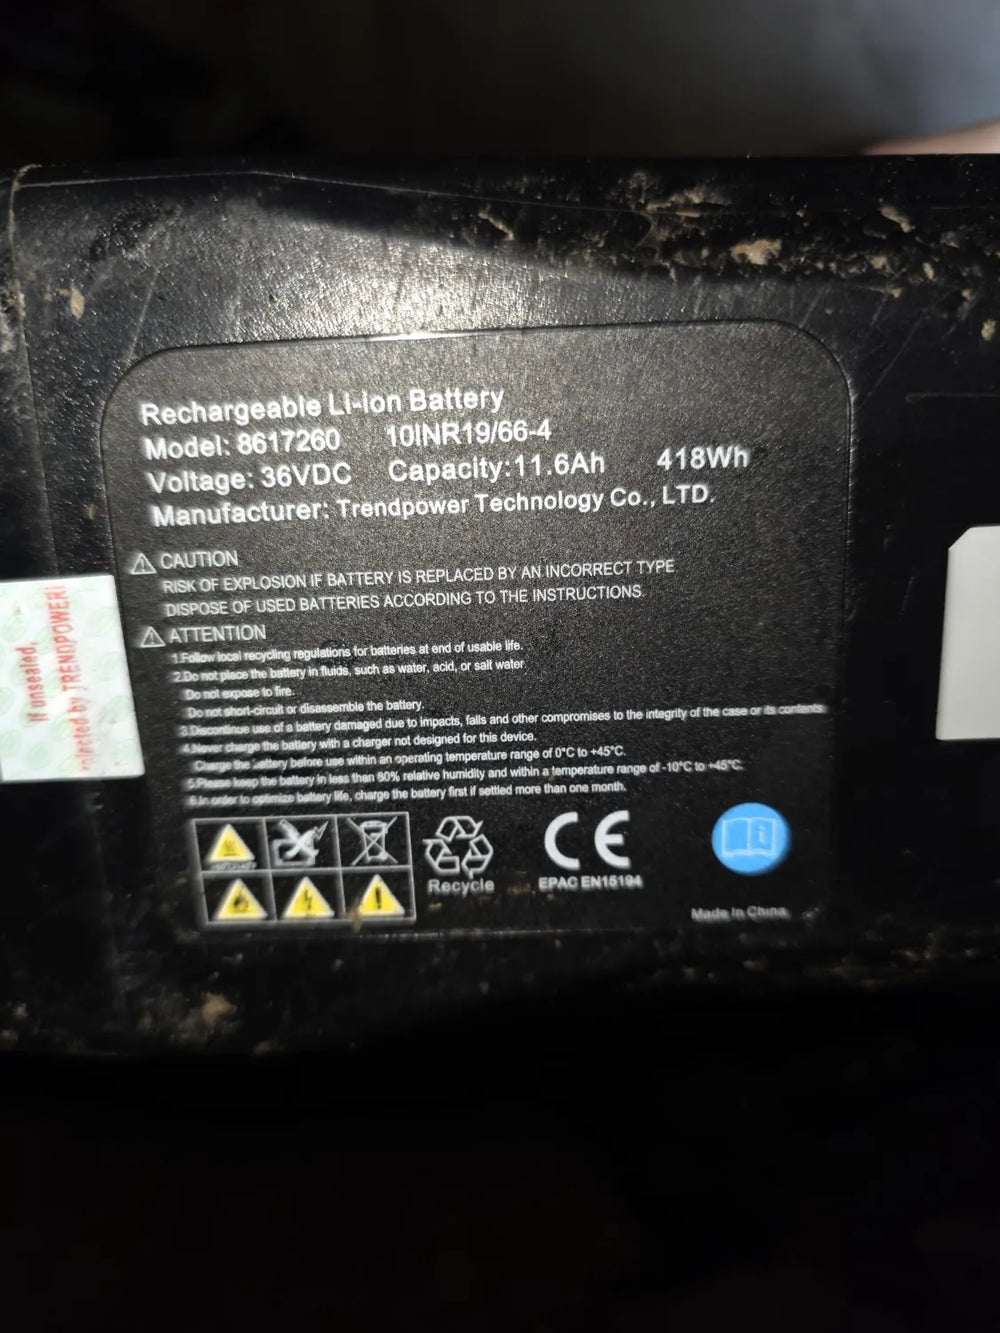 Rechargeable Li-ion Battery
Model: 8617260 10INR19/66-4
Voltage: 36VDC Capacity:11.6Ah 418Wh
Manufacturer: Trendpower Technology Co., LTD.
CAUTION
RISK OF EXPLOSION IF BATTERY IS REPLACED BY AN INCORRECT TYPE
DISPOSE OF USED BATTERIES ACCORDING TO THE INSTRUCTIONS.
ATTENTION
1.Follow local recycling regulations for batteries at end of usable life.
2.Do not place the battery in fluids, such as water, acid, or salt water
Do not expose to fire.
Do not short-circuit or disassemble the battery.
3.Discontinue use of a battery damaged due to impacts, falls and other compromises to the integrity of the case or its contents
4.Never charge the battery with a charger not designed for this device.
Charge the battery before use within an operating temperature range of 0°C to +45°C.
5.Please keep the battery in less than 80% relative humidity and within a temperature range of -10°C to +45°C.
6.In order to optimize battery life, charge the battery first if settled more than one month.
Recycle
CE
EPAC EN15194
Made In China
If unsealed,
rejected by TRENDPOWER!